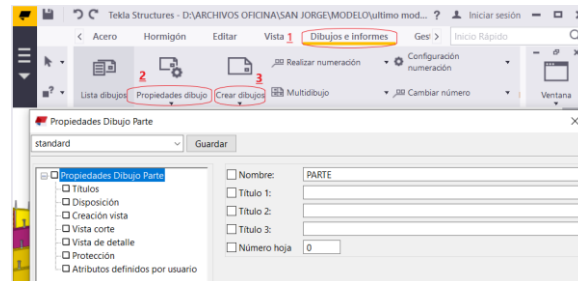 Tekla Structures - D:\ARCHIVOS OFICINA\SAN JORGE\MODELO\ultimo mod... ? Iniciar sesión
< Acero Hormigón Editar Vista 1 Dibujos e informes Ges > Inicio Rápido
2 3
Realizar numeración Configuración numeración
Lista dibujos Propiedades dibujo Crear dibujos Multidibujo Cambiar número Ventana
Propiedades Dibujo Parte
standard Guardar
Propiedades Dibujo Parte Nombre: PARTE
Títulos Título 1:
Disposición
Creación vista Título 2:
Vista corte Título 3:
Vista de detalle Número hoja 0
Protección
Atributos definidos por usuario